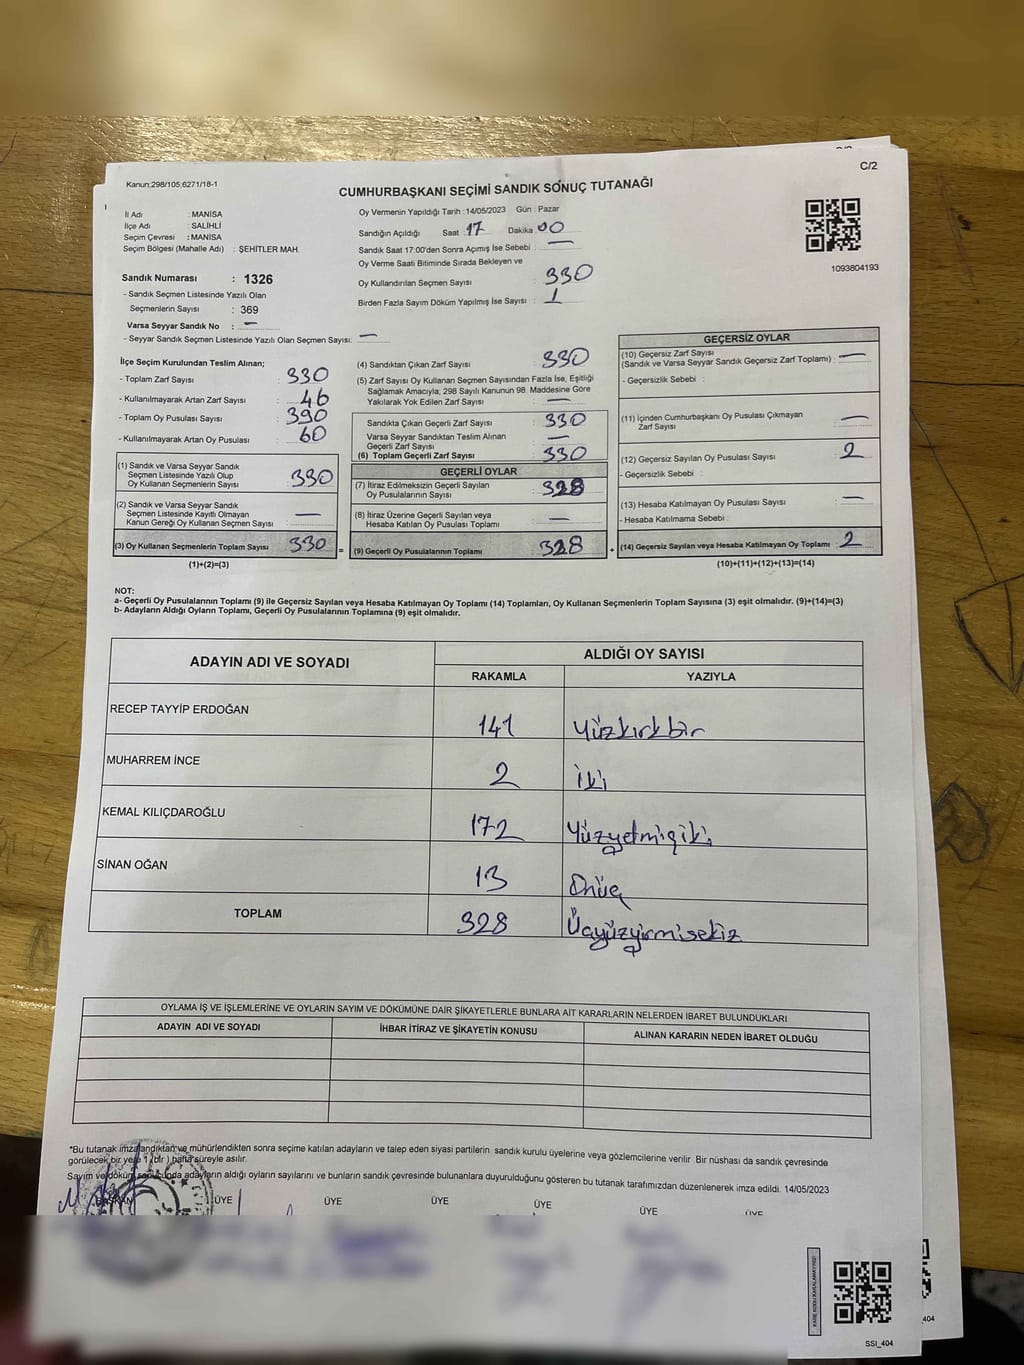 C/2
Kanun:298/105,6271/18-1
CUMHURBAŞKANI SEÇİMİ SANDIK SONUÇ TUTANAĞI
İl Adı : MANİSA
İlçe Adı : SALİHLİ
Seçim Çevresi : MANİSA
Seçim Bölgesi (Mahalle Adı) : ŞEHİTLER MAH.
Oy Vermenin Yapıldığı Tarih :14/05/2023 Gün : Pazar
Sandığın Açıldığı Saat : 17 Dakika 00
Sandık Saat 17:00'den Sonra Açımış İse Sebebi : —
Oy Verme Saati Bitiminde Sırada Bekleyen ve
Oy Kullandırılan Seçmen Sayısı : 330
Birden Fazla Sayım Döküm Yapılmış İse Sayısı : 1
1093804193
Sandık Numarası : 1326
- Sandık Seçmen Listesinde Yazılı Olan
Seçmenlerin Sayısı : 369
Varsa Seyyar Sandık No : —
- Seyyar Sandık Seçmen Listesinde Yazılı Olan Seçmen Sayısı: —
İlçe Seçim Kurulundan Teslim Alınan;
- Toplam Zarf Sayısı : 330
- Kullanılmayarak Artan Zarf Sayısı : 46
- Toplam Oy Pusulası Sayısı : 390
- Kullanılmayarak Artan Oy Pusulası : 60
(1) Sandık ve Varsa Seyyar Sandık
Seçmen Listesinde Yazılı Olup
Oy Kullanan Seçmenlerin Sayısı : 330
(2) Sandık ve Varsa Seyyar Sandık
Seçmen Listesinde Kayıtlı Olmayan
Kanun Gereği Oy Kullanan Seçmen Sayısı : —
(3) Oy Kullanan Seçmenlerin Toplam Sayısı : 330
(1)+(2)=(3)
(4) Sandıktan Çıkan Zarf Sayısı : 330
(5) Zarf Sayısı Oy Kullanan Seçmen Sayısından Fazla İse, Eşitliği
Sağlamak Amacıyla, 298 Sayılı Kanunun 98. Maddesine Göre
Yakılarak Yok Edilen Zarf Sayısı : —
Sandıkta Çıkan Geçerli Zarf Sayısı : 330
Varsa Seyyar Sandıktan Teslim Alınan
Geçerli Zarf Sayısı : —
(6) Toplam Geçerli Zarf Sayısı : 330
GEÇERLİ OYLAR
(7) İtiraz Edilmeksizin Geçerli Sayılan
Oy Pusulalarının Sayısı : 328
(8) İtiraz Üzerine Geçerli Sayılan veya
Hesaba Katılan Oy Pusulası Toplamı : —
= (9) Geçerli Oy Pusulalarının Toplamı : 328 +
GEÇERSİZ OYLAR
(10) Geçersiz Zarf Sayısı
(Sandık ve Varsa Seyyar Sandık Geçersiz Zarf Toplamı) : —
- Geçersizlik Sebebi :
(11) İçinden Cumhurbaşkanı Oy Pusulası Çıkmayan
Zarf Sayısı : —
(12) Geçersiz Sayılan Oy Pusulası Sayısı : 2
- Geçersizlik Sebebi :
(13) Hesaba Katılmayan Oy Pusulası Sayısı : —
- Hesaba Katılmama Sebebi :
(14) Geçersiz Sayılan veya Hesaba Katılmayan Oy Toplamı : 2
(10)+(11)+(12)+(13)=(14)
NOT:
a- Geçerli Oy Pusulalarının Toplamı (9) ile Geçersiz Sayılan veya Hesaba Katılmayan Oy Toplamı (14) Toplamları, Oy Kullanan Seçmenlerin Toplam Sayısına (3) eşit olmalıdır. (9)+(14)=(3)
b- Adayların Aldığı Oyların Toplamı, Geçerli Oy Pusulalarının Toplamına (9) eşit olmalıdır.
ADAYIN ADI VE SOYADI ALDIĞI OY SAYISI
RAKAMLA YAZIYLA
RECEP TAYYİP ERDOĞAN 141 Yüzkırkbir
MUHARREM İNCE 2 iki
KEMAL KILIÇDAROĞLU 172 Yüzyetmişiki
SİNAN OĞAN 13 Onüç
TOPLAM 328 Üçyüzyirmisekiz
OYLAMA İŞ VE İŞLEMLERİNE VE OYLARIN SAYIM VE DÖKÜMÜNE DAİR ŞİKAYETLERLE BUNLARA AİT KARARLARIN NELERDEN İBARET BULUNDUKLARI
ADAYIN ADI VE SOYADI İHBAR İTİRAZ VE ŞİKAYETİN KONUSU ALINAN KARARIN NEDEN İBARET OLDUĞU
*Bu tutanak imzalandıktan ve mühürlendikten sonra seçime katılan adayların ve talep eden siyasi partilerin sandık kurulu üyelerine veya gözlemcilerine verilir. Bir nüshası da sandık çevresinde
görülecek bir yere 1 (bir) hafta süreyle asılır.
Sayım ve döküm sonucunda adayların aldığı oyların sayılarını ve bunların sandık çevresinde bulunanlara duyurulduğunu gösteren bu tutanak tarafımızdan düzenlenerek imza edildi. 14/05/2023
BAŞKAN ÜYE ÜYE ÜYE ÜYE ÜYE ÜYE
SSI_404